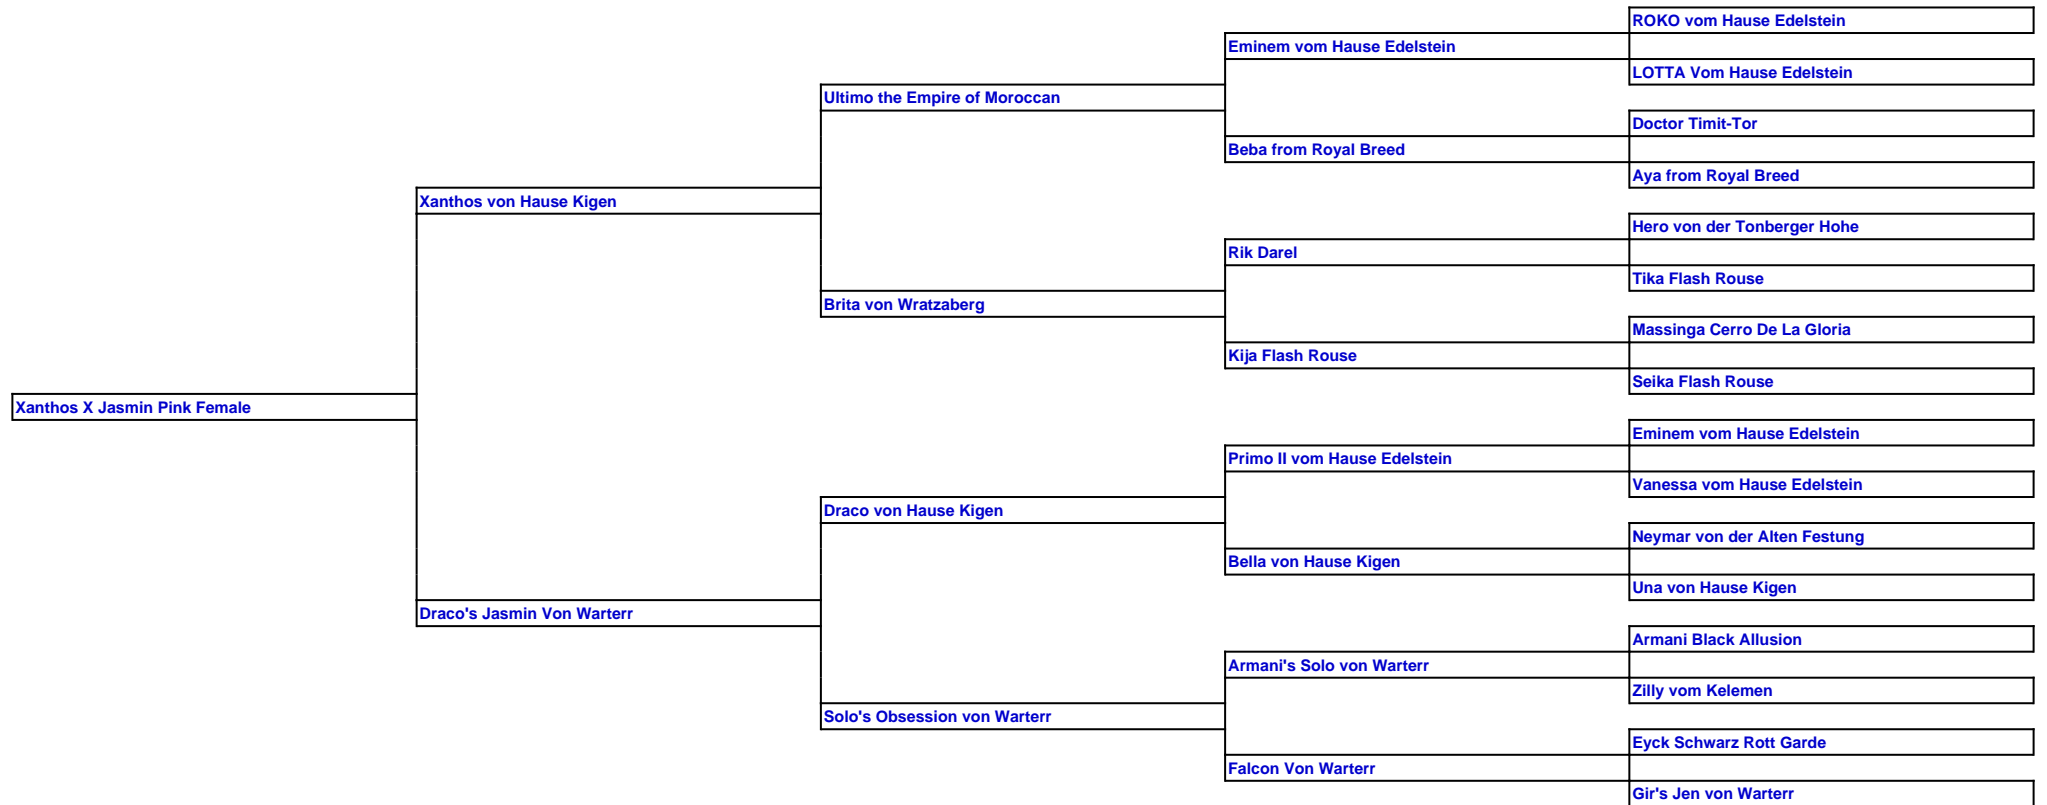 ROKO vom Hause Edelstein
Eminem vom Hause Edelstein
LOTTA Vom Hause Edelstein
Ultimo the Empire of Moroccan
Doctor Timit-Tor
Beba from Royal Breed
Aya from Royal Breed
Xanthos von Hause Kigen
Hero von der Tonberger Hohe
Rik Darel
Tika Flash Rouse
Brita von Wratzaberg
Massinga Cerro De La Gloria
Kija Flash Rouse
Seika Flash Rouse
Xanthos X Jasmin Pink Female
Eminem vom Hause Edelstein
Primo II vom Hause Edelstein
Vanessa vom Hause Edelstein
Draco von Hause Kigen
Neymar von der Alten Festung
Bella von Hause Kigen
Una von Hause Kigen
Draco's Jasmin Von Warterr
Armani Black Allusion
Armani's Solo von Warterr
Zilly vom Kelemen
Solo's Obsession von Warterr
Eyck Schwarz Rott Garde
Falcon Von Warterr
Gir's Jen von Warterr